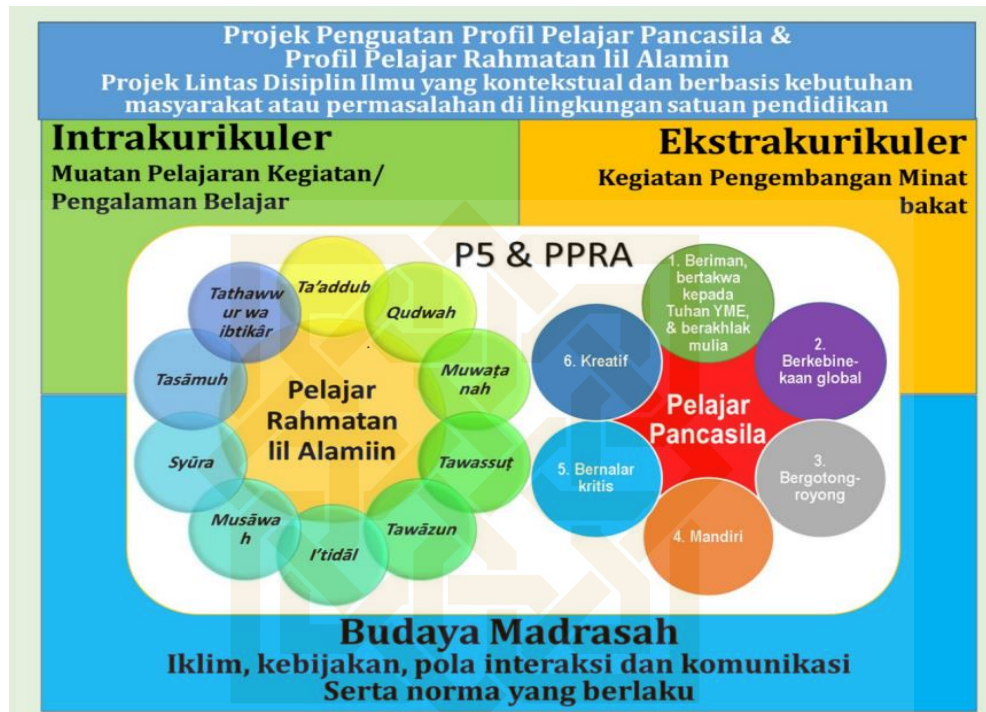 Projek Penguatan Profil Pelajar Pancasila &
Profil Pelajar Rahmatan lil Alamin
Projek Lintas Disiplin Ilmu yang kontekstual dan berbasis kebutuhan
masyarakat atau permasalahan di lingkungan satuan pendidikan
Intrakurikuler
Muatan Pelajaran Kegiatan/
Pengalaman Belajar
Ekstrakurikuler
Kegiatan Pengembangan Minat
bakat
P5 & PPRA
Ta'addub
Qudwah
Muwaṭa
nah
Tawassuṭ
Tawāzun
I'tidāl
Musāwa
h
Syūra
Tasāmuh
Tathaww
ur wa
ibtikâr
Pelajar
Rahmatan
lil Alamiin
1. Beriman,
bertakwa
kepada
Tuhan YME,
& berakhlak
mulia
2.
Berkebine-
kaan global
3.
Bergotong-
royong
4. Mandiri
5. Bernalar
kritis
6. Kreatif
Pelajar
Pancasila
Budaya Madrasah
Iklim, kebijakan, pola interaksi dan komunikasi
Serta norma yang berlaku